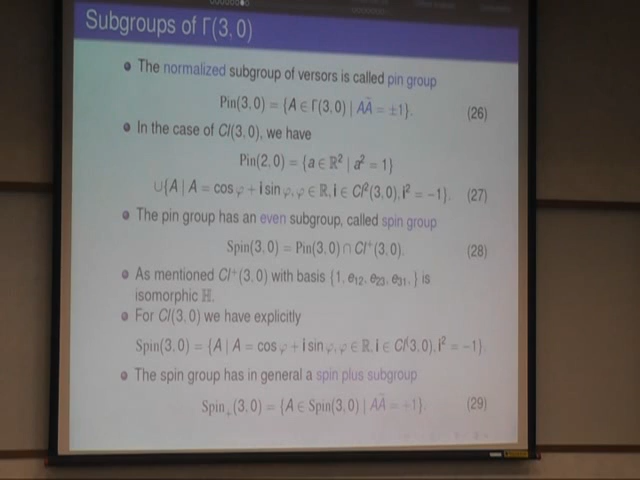 Subgroups of Γ(3, 0)
The normalized subgroup of versors is called pin group
Pin(3, 0) = {A ∈ Γ(3, 0) | AÃ = ±1}. (26)
In the case of Cl(3, 0), we have
Pin(2, 0) = {a ∈ ℝ² | a² = 1}
∪{A | A = cos φ + i sin φ, φ ∈ ℝ, i ∈ Cl²(3, 0), i² = −1}. (27)
The pin group has an even subgroup, called spin group
Spin(3, 0) = Pin(3, 0) ∩ Cl⁺(3, 0). (28)
As mentioned Cl⁺(3, 0) with basis {1, e₁₂, e₂₃, e₃₁, } is
isomorphic ℍ.
For Cl(3, 0) we have explicitly
Spin(3, 0) = {A | A = cos φ + i sin φ, φ ∈ ℝ, i ∈ 3, 0), i² = −1}.
The spin group has in general a spin plus subgroup
Spin₊(3, 0) = {A ∈ Spin(3, 0) | AÃ = +1}. (29)